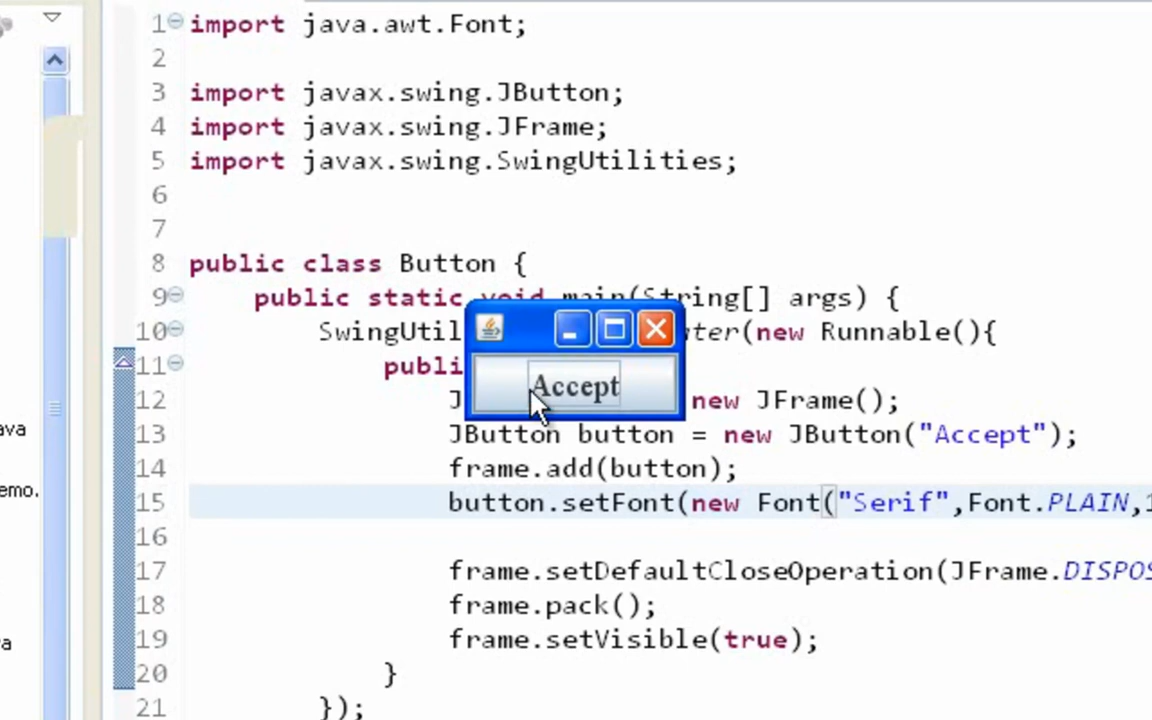 1 import java.awt.Font;
2
3 import javax.swing.JButton;
4 import javax.swing.JFrame;
5 import javax.swing.SwingUtilities;
6
7
8 public class Button {
9 public static void main(String[] args) {
10 SwingUtil ter(new Runnable(){
11 publi
Accept
12 J new JFrame();
13 JButton button = new JButton("Accept");
14 frame.add(button);
15 button.setFont(new Font("Serif",Font.PLAIN,1
16
17 frame.setDefaultCloseOperation(JFrame.DISPOS
18 frame.pack();
19 frame.setVisible(true);
20 }
21 });
ava
emo.
a